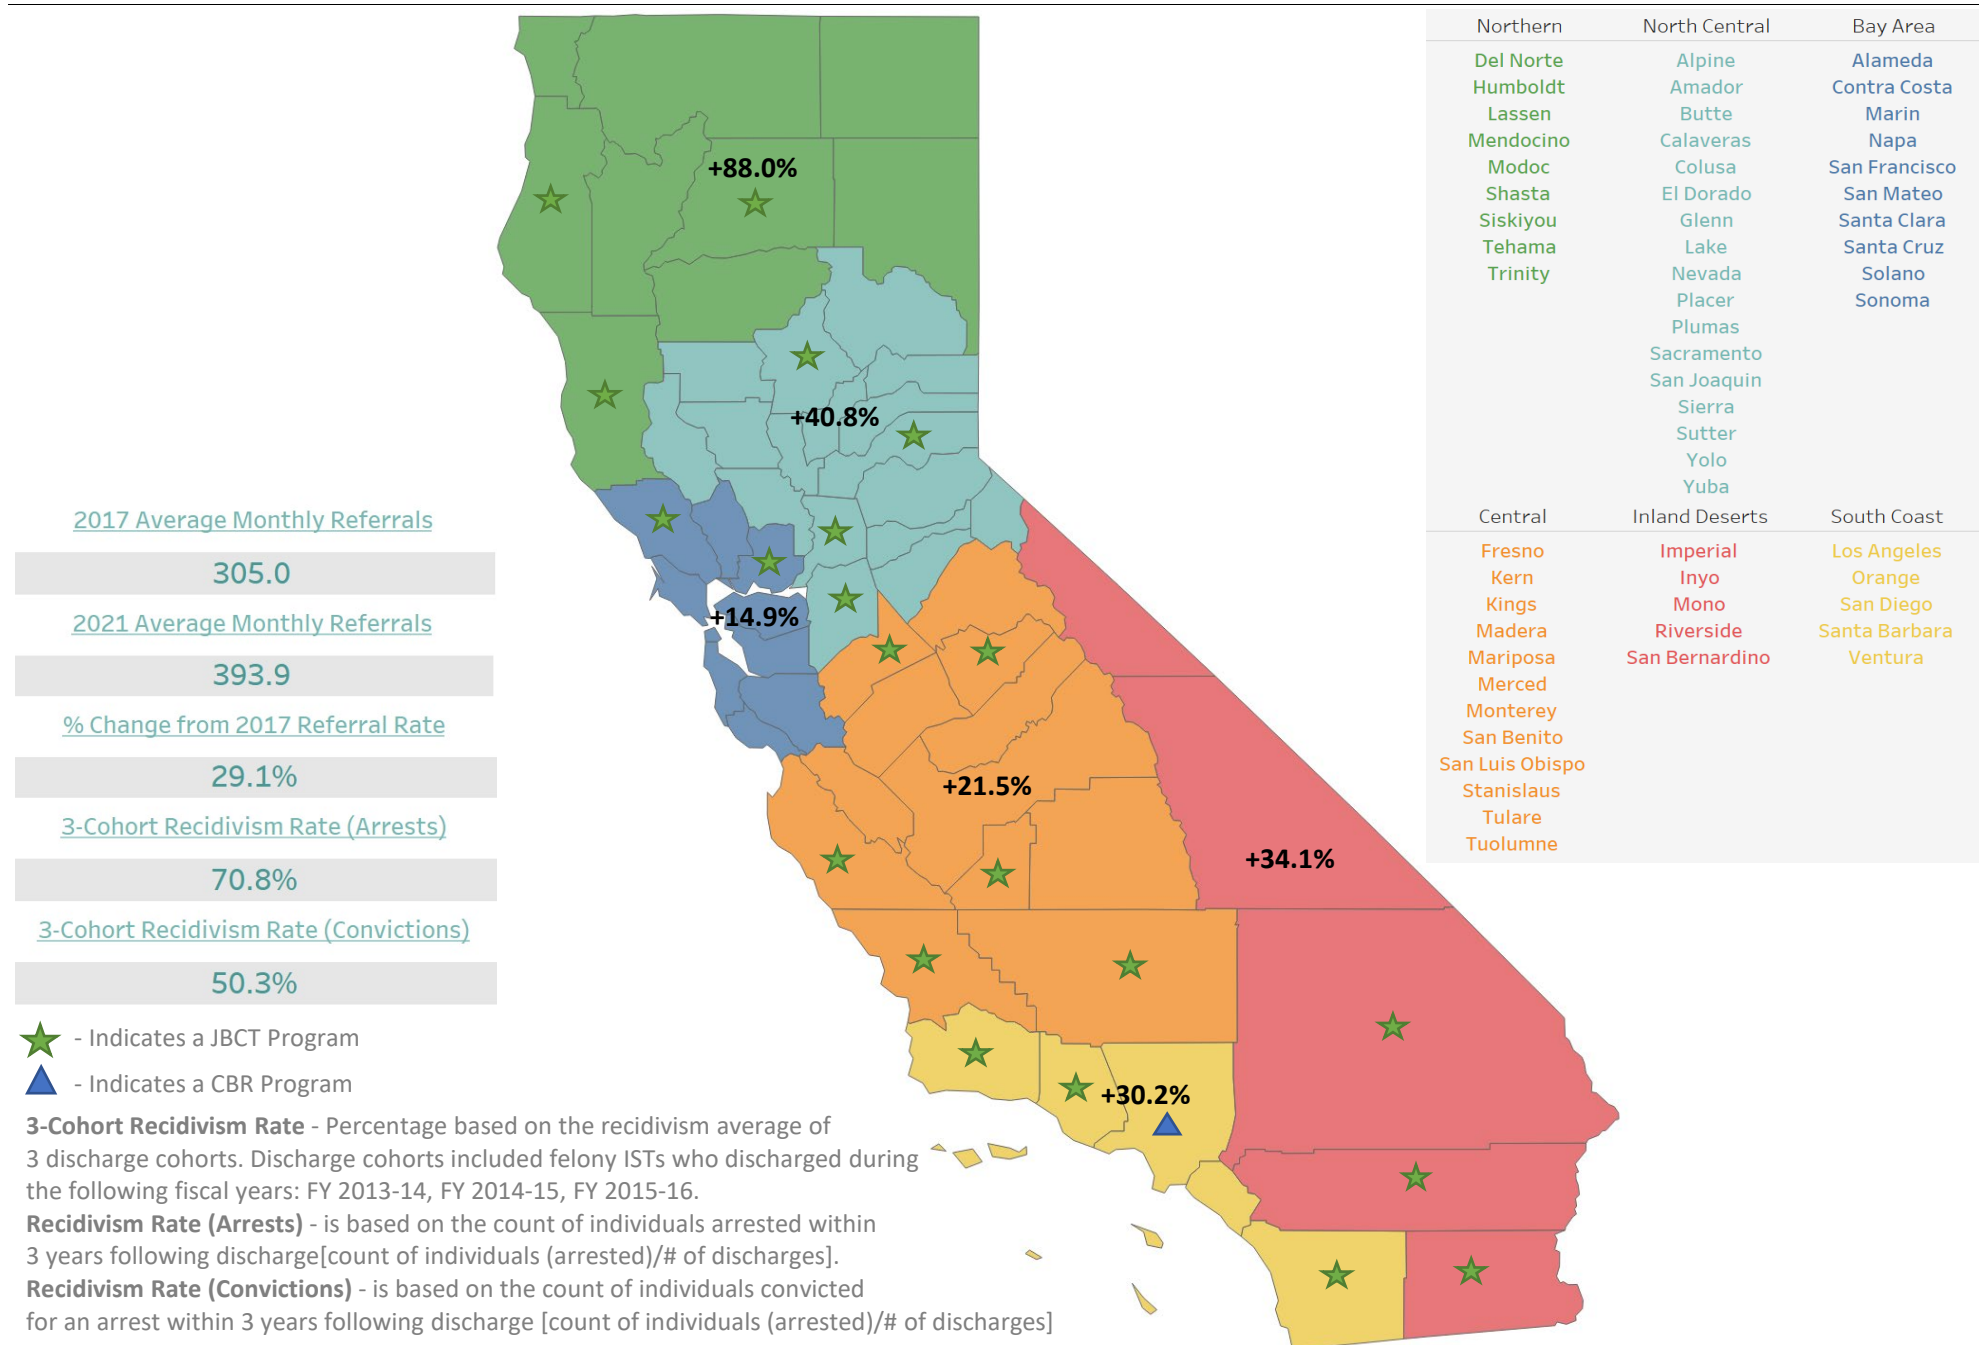 Northern North Central Bay Area
Del Norte Alpine Alameda
Humboldt Amador Contra Costa
Lassen Butte Marin
Mendocino Calaveras Napa
Modoc Colusa San Francisco
Shasta El Dorado San Mateo
Siskiyou Glenn Santa Clara
Tehama Lake Santa Cruz
Trinity Nevada Solano
Placer Sonoma
Plumas
Sacramento
San Joaquin
Sierra
Sutter
Yolo
Yuba
Central Inland Deserts South Coast
Fresno Imperial Los Angeles
Kern Inyo Orange
Kings Mono San Diego
Madera Riverside Santa Barbara
Mariposa San Bernardino Ventura
Merced
Monterey
San Benito
San Luis Obispo
Stanislaus
Tulare
Tuolumne
+88.0%
+40.8%
+14.9%
+21.5%
+34.1%
+30.2%
2017 Average Monthly Referrals
305.0
2021 Average Monthly Referrals
393.9
% Change from 2017 Referral Rate
29.1%
3-Cohort Recidivism Rate (Arrests)
70.8%
3-Cohort Recidivism Rate (Convictions)
50.3%
- Indicates a JBCT Program
- Indicates a CBR Program
3-Cohort Recidivism Rate - Percentage based on the recidivism average of
3 discharge cohorts. Discharge cohorts included felony ISTs who discharged during
the following fiscal years: FY 2013-14, FY 2014-15, FY 2015-16.
Recidivism Rate (Arrests) - is based on the count of individuals arrested within
3 years following discharge[count of individuals (arrested)/# of discharges].
Recidivism Rate (Convictions) - is based on the count of individuals convicted
for an arrest within 3 years following discharge [count of individuals (arrested)/# of discharges]